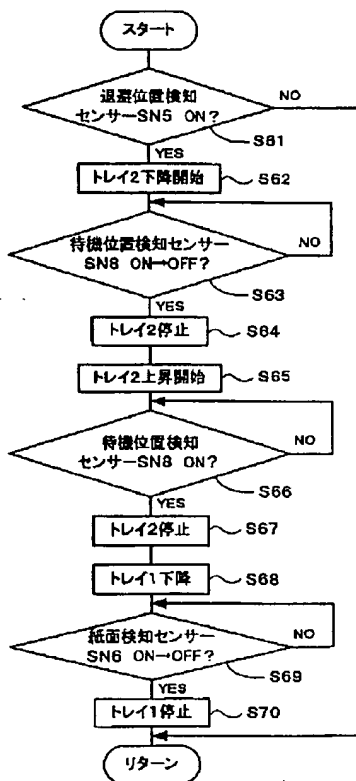 スタート
退避位置検知
センサーSN5 ON?
NO
S61
YES
トレイ2下降開始
S62
待機位置検知センサー
SN8 ON→OFF?
NO
S63
YES
トレイ2停止
S64
トレイ2上昇開始
S65
待機位置検知
センサーSN8 ON?
NO
S66
YES
トレイ2停止
S67
トレイ1下降
S68
紙面検知センサー
SN6 ON→OFF?
NO
S69
YES
トレイ1停止
S70
リターン